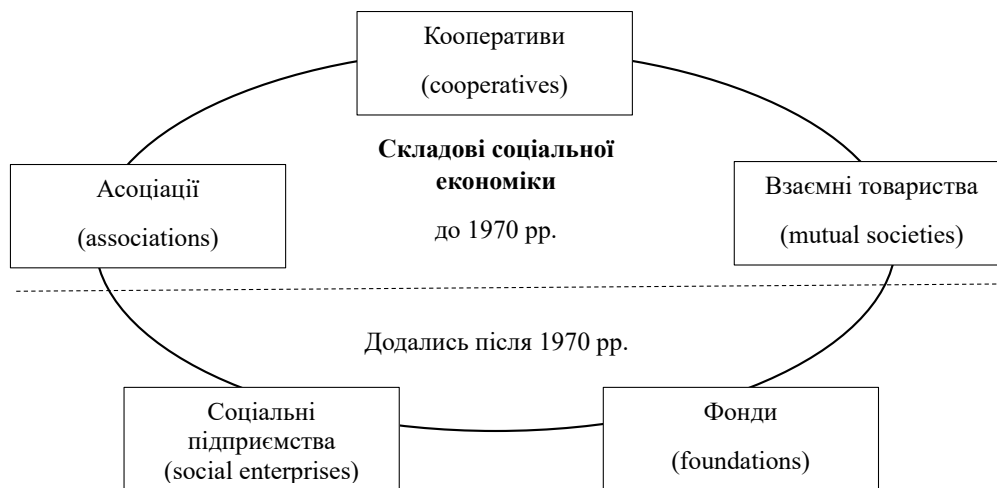 Кооперативи
(cooperatives)
Складові соціальної
економіки
до 1970 рр.
Асоціації
(associations)
Взаємні товариства
(mutual societies)
Додались після 1970 рр.
Соціальні
підприємства
(social enterprises)
Фонди
(foundations)